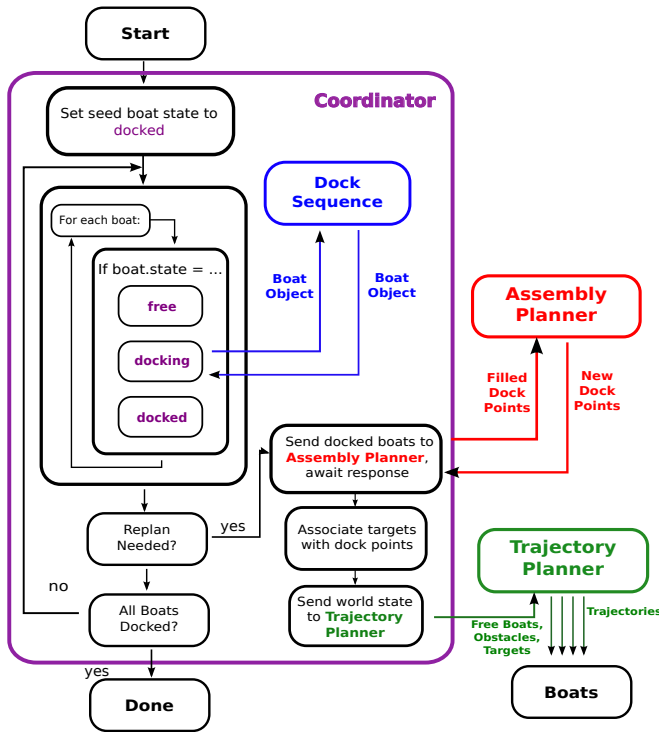 Start
Coordinator
Set seed boat state to
docked
For each boat:
If boat.state = ...
free
docking
docked
Dock
Sequence
Boat
Object
Boat
Object
Assembly
Planner
Filled
Dock
Points
New
Dock
Points
Send docked boats to
Assembly Planner,
await response
Replan
Needed?
yes
Associate targets
with dock points
Trajectory
Planner
no
All Boats
Docked?
Send world state
to Trajectory
Planner
Free Boats,
Obstacles,
Targets
Trajectories
yes
Done
Boats